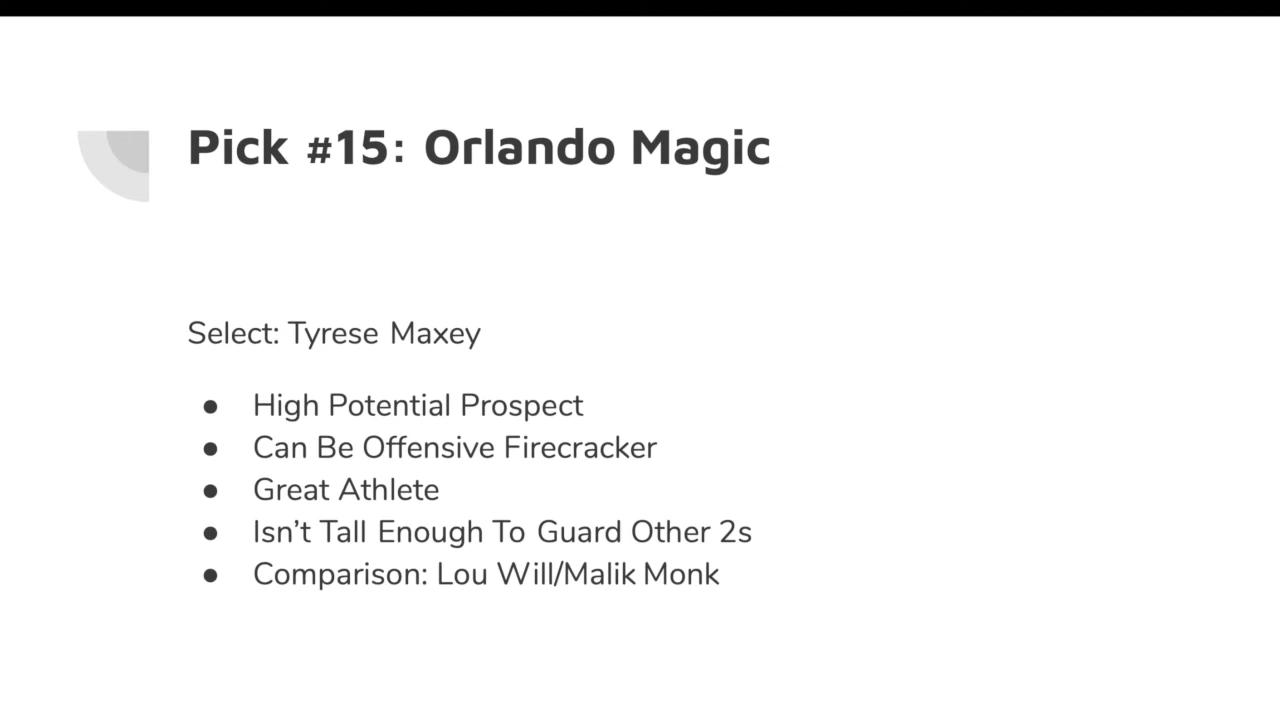 Pick #15: Orlando Magic
Select: Tyrese Maxey
● High Potential Prospect
● Can Be Offensive Firecracker
● Great Athlete
● Isn’t Tall Enough To Guard Other 2s
● Comparison: Lou Will/Malik Monk